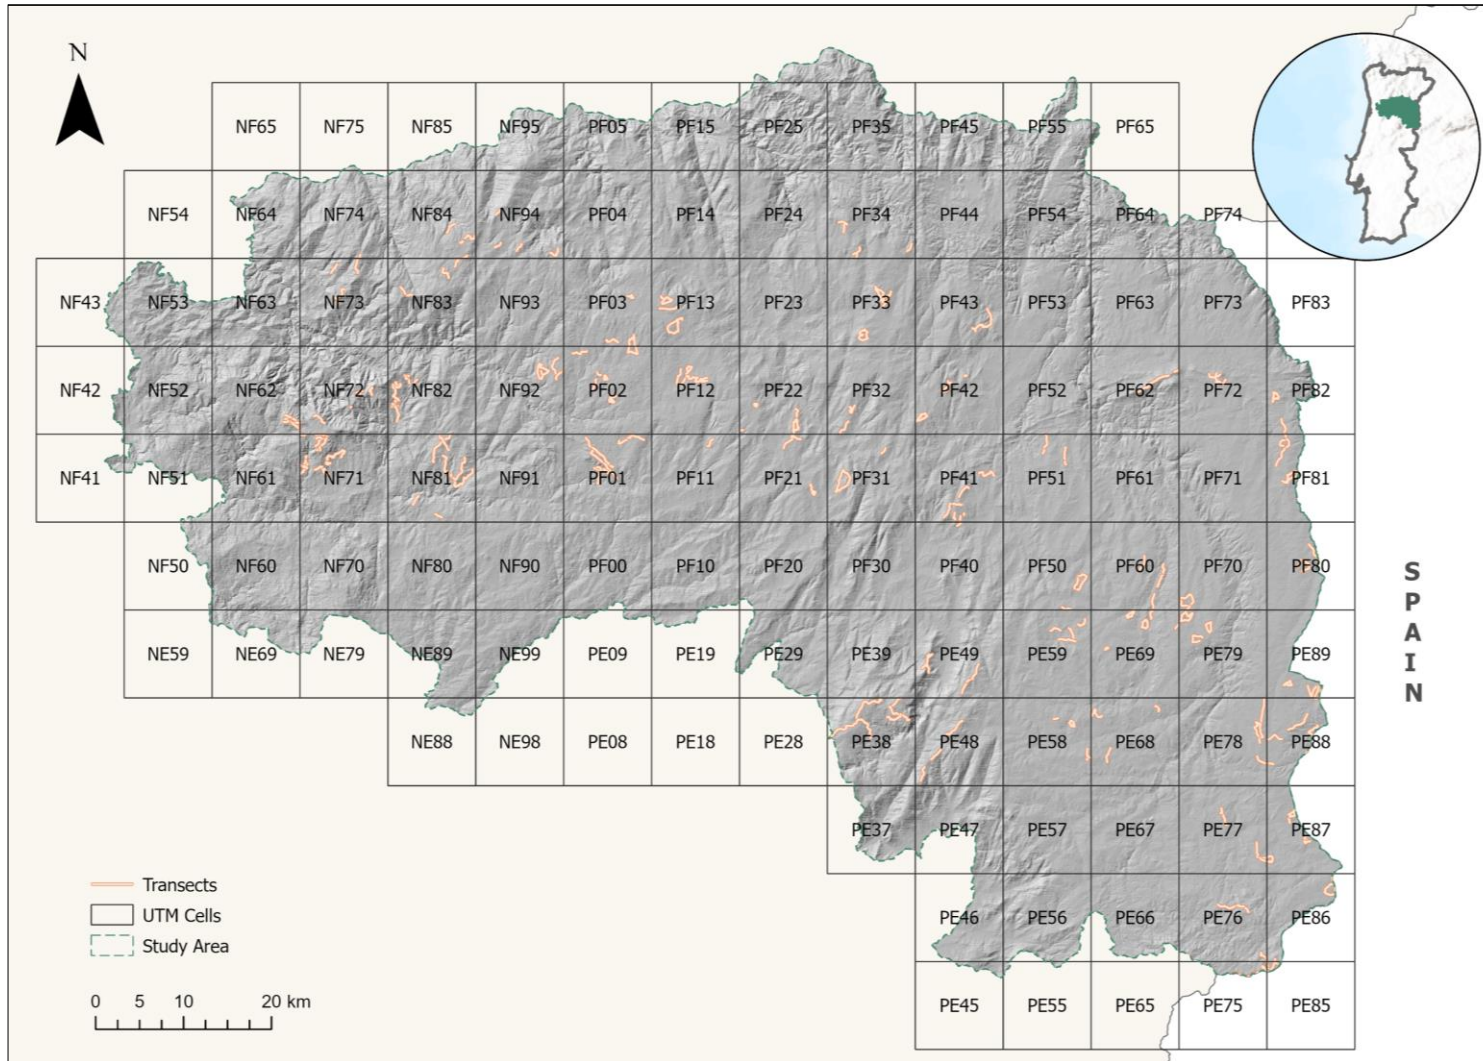 N
NF65 NF75 NF85 NF95 PF05 PF15 PF25 PF35 PF45 PF55 PF65
NF54 NF64 NF74 NF84 NF94 PF04 PF14 PF24 PF34 PF44 PF54 PF64 PF74
NF43 NF53 NF63 NF73 NF83 NF93 PF03 PF13 PF23 PF33 PF43 PF53 PF63 PF73 PF83
NF42 NF52 NF62 NF72 NF82 NF92 PF02 PF12 PF22 PF32 PF42 PF52 PF62 PF72 PF82
NF41 NF51 NF61 NF71 NF81 NF91 PF01 PF11 PF21 PF31 PF41 PF51 PF61 PF71 PF81
NF50 NF60 NF70 NF80 NF90 PF00 PF10 PF20 PF30 PF40 PF50 PF60 PF70 PF80
NE59 NE69 NE79 NE89 NE99 PE09 PE19 PE29 PE39 PE49 PE59 PE69 PE79 PE89
NE88 NE98 PE08 PE18 PE28 PE38 PE48 PE58 PE68 PE78 PE88
PE37 PE47 PE57 PE67 PE77 PE87
PE46 PE56 PE66 PE76 PE86
PE45 PE55 PE65 PE75 PE85
SPAIN
Transects
UTM Cells
Study Area
0 5 10 20 km